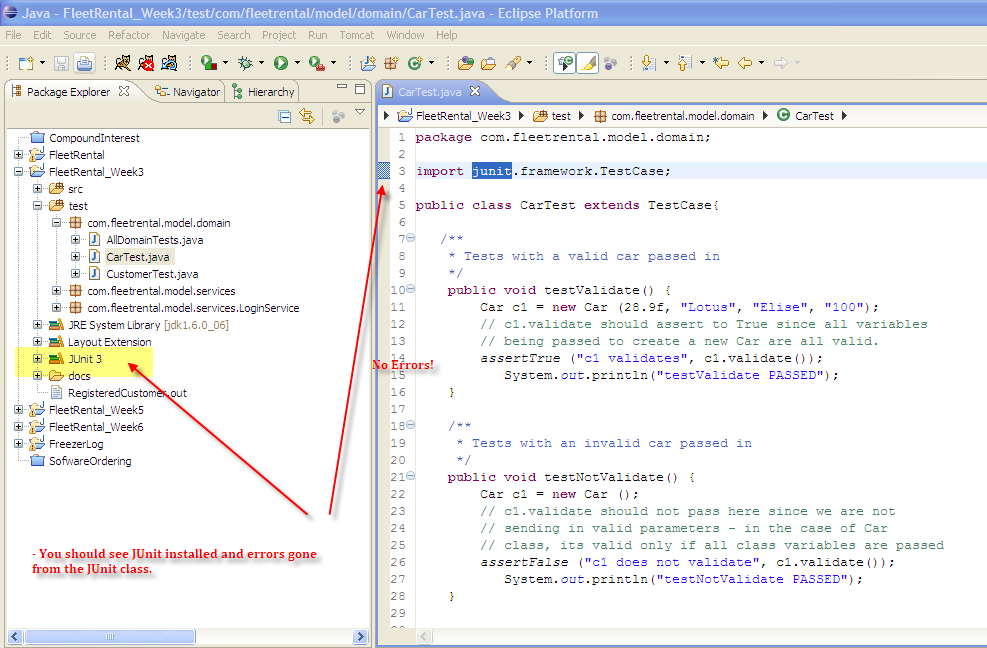 Java - FleetRental_Week3/test/com/fleetrental/model/domain/CarTest.java - Eclipse Platform
File Edit Source Refactor Navigate Search Project Run Tomcat Window Help
Package Explorer Navigator Hierarchy
CompoundInterest
FleetRental
FleetRental_Week3
src
test
com.fleetrental.model.domain
AllDomainTests.java
CarTest.java
CustomerTest.java
com.fleetrental.model.services
com.fleetrental.model.services.LoginService
JRE System Library [jdk1.6.0_06]
Layout Extension
JUnit 3
docs
RegisteredCustomer.out
FleetRental_Week5
FleetRental_Week6
FreezerLog
SofwareOrdering
- You should see JUnit installed and errors gone
from the JUnit class.
No Errors!
CarTest.java
FleetRental_Week3 test com.fleetrental.model.domain CarTest
1 package com.fleetrental.model.domain;
2
3 import junit.framework.TestCase;
4
5 public class CarTest extends TestCase{
6
7 /**
8 * Tests with a valid car passed in
9 */
10 public void testValidate() {
11 Car c1 = new Car (28.9f, "Lotus", "Elise", "100");
12 // c1.validate should assert to True since all variables
13 // being passed to create a new Car are all valid.
14 assertTrue ("c1 validates", c1.validate());
15 System.out.println("testValidate PASSED");
16 }
17
18 /**
19 * Tests with an invalid car passed in
20 */
21 public void testNotValidate() {
22 Car c1 = new Car ();
23 // c1.validate should not pass here since we are not
24 // sending in valid parameters - in the case of Car
25 // class, its valid only if all class variables are passed
26 assertFalse ("c1 does not validate", c1.validate());
27 System.out.println("testNotValidate PASSED");
28 }
29